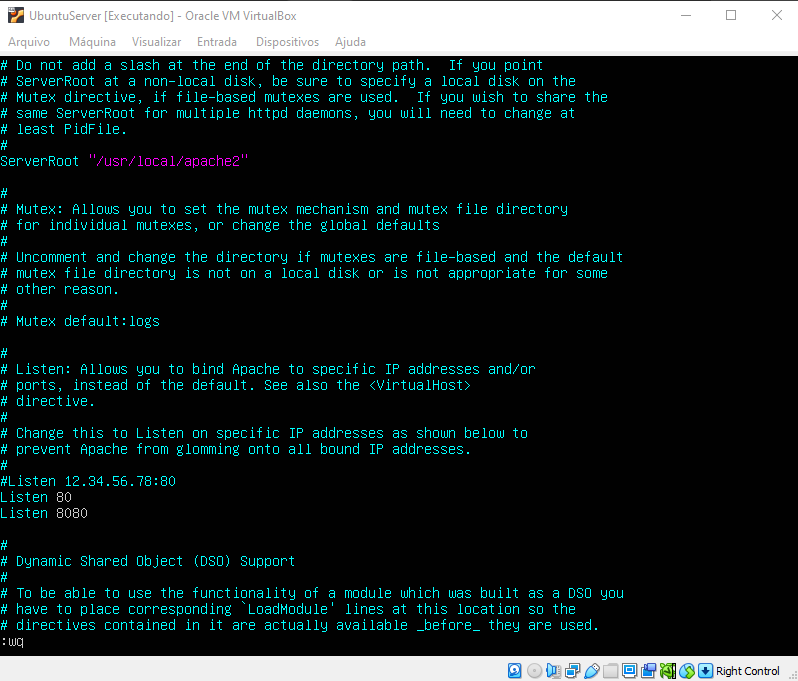 UbuntuServer [Executando] - Oracle VM VirtualBox
Arquivo Máquina Visualizar Entrada Dispositivos Ajuda
# Do not add a slash at the end of the directory path.  If you point
# ServerRoot at a non-local disk, be sure to specify a local disk on the
# Mutex directive, if file-based mutexes are used.  If you wish to share the
# same ServerRoot for multiple httpd daemons, you will need to change at
# least PidFile.
#
ServerRoot "/usr/local/apache2"
#
# Mutex: Allows you to set the mutex mechanism and mutex file directory
# for individual mutexes, or change the global defaults
#
# Uncomment and change the directory if mutexes are file-based and the default
# mutex file directory is not on a local disk or is not appropriate for some
# other reason.
#
# Mutex default:logs
#
# Listen: Allows you to bind Apache to specific IP addresses and/or
# ports, instead of the default. See also the <VirtualHost>
# directive.
#
# Change this to Listen on specific IP addresses as shown below to
# prevent Apache from glomming onto all bound IP addresses.
#
#Listen 12.34.56.78:80
Listen 80
Listen 8080
#
# Dynamic Shared Object (DSO) Support
#
# To be able to use the functionality of a module which was built as a DSO you
# have to place corresponding `LoadModule' lines at this location so the
# directives contained in it are actually available _before_ they are used.
:wq
Right Control